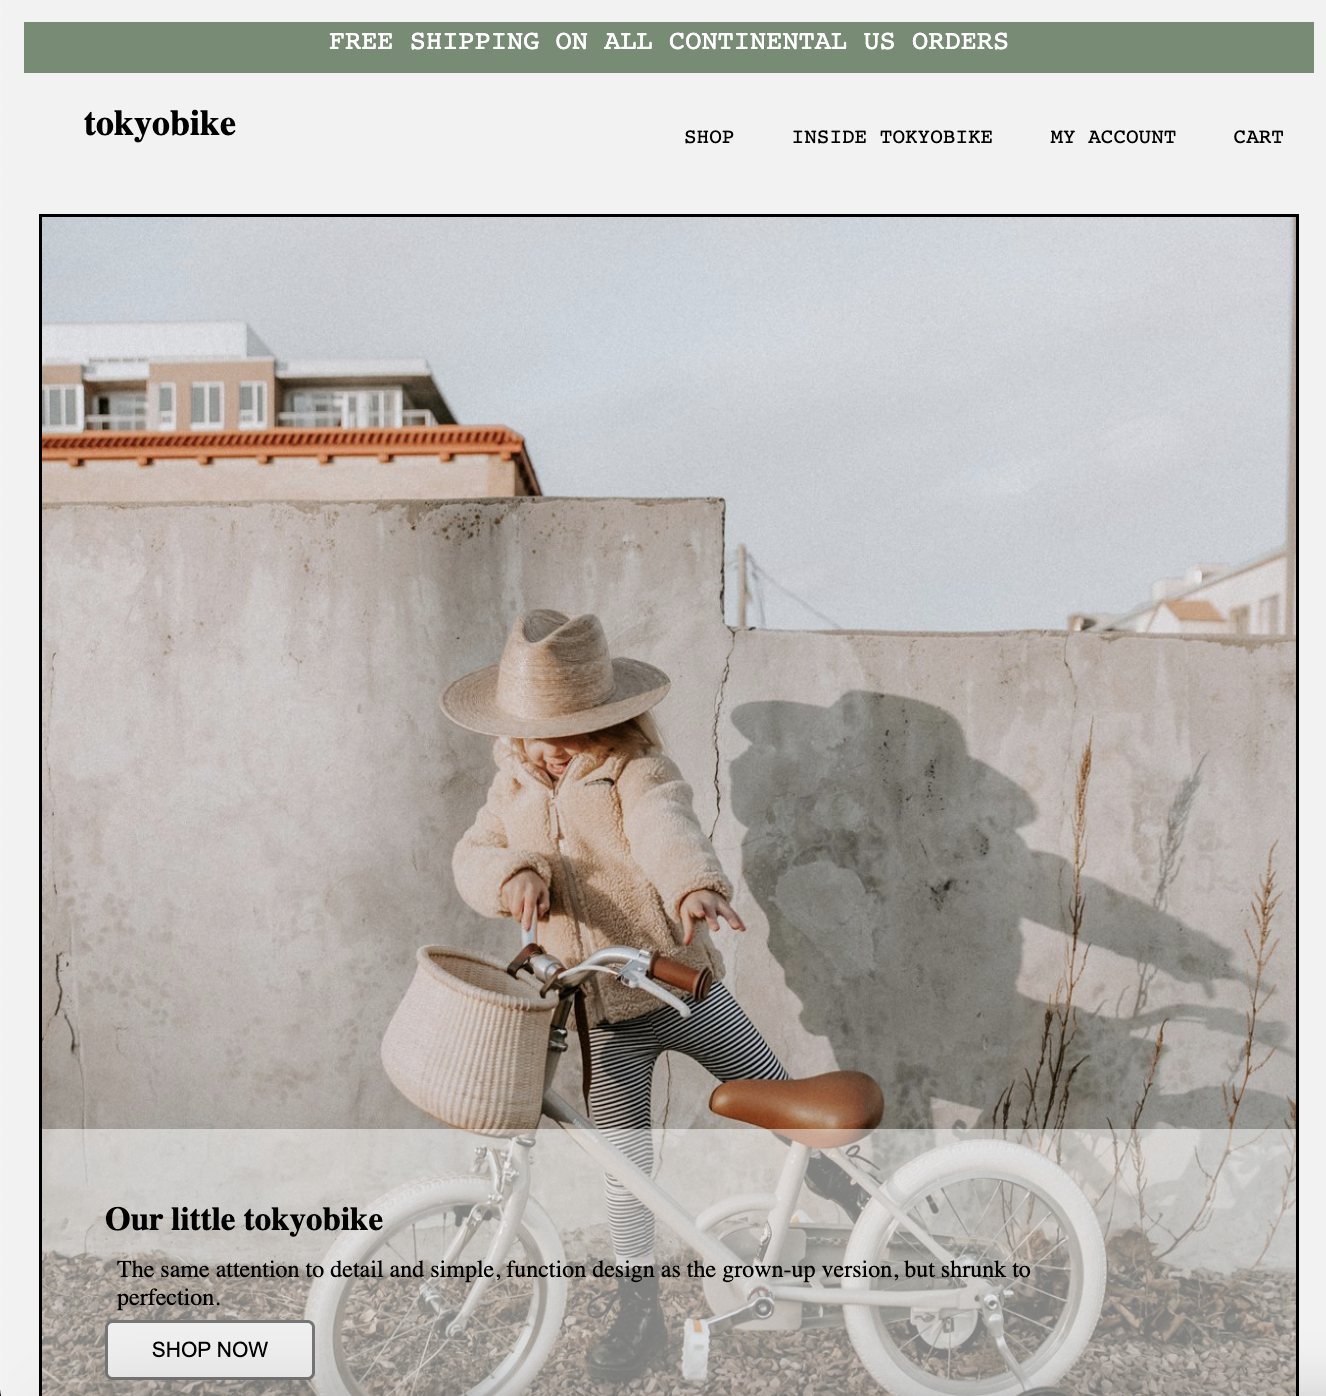 FREE SHIPPING ON ALL CONTINENTAL US ORDERS
tokyobike
SHOP INSIDE TOKYOBIKE MY ACCOUNT CART
Our little tokyobike
The same attention to detail and simple, function design as the grown-up version, but shrunk to
perfection.
SHOP NOW